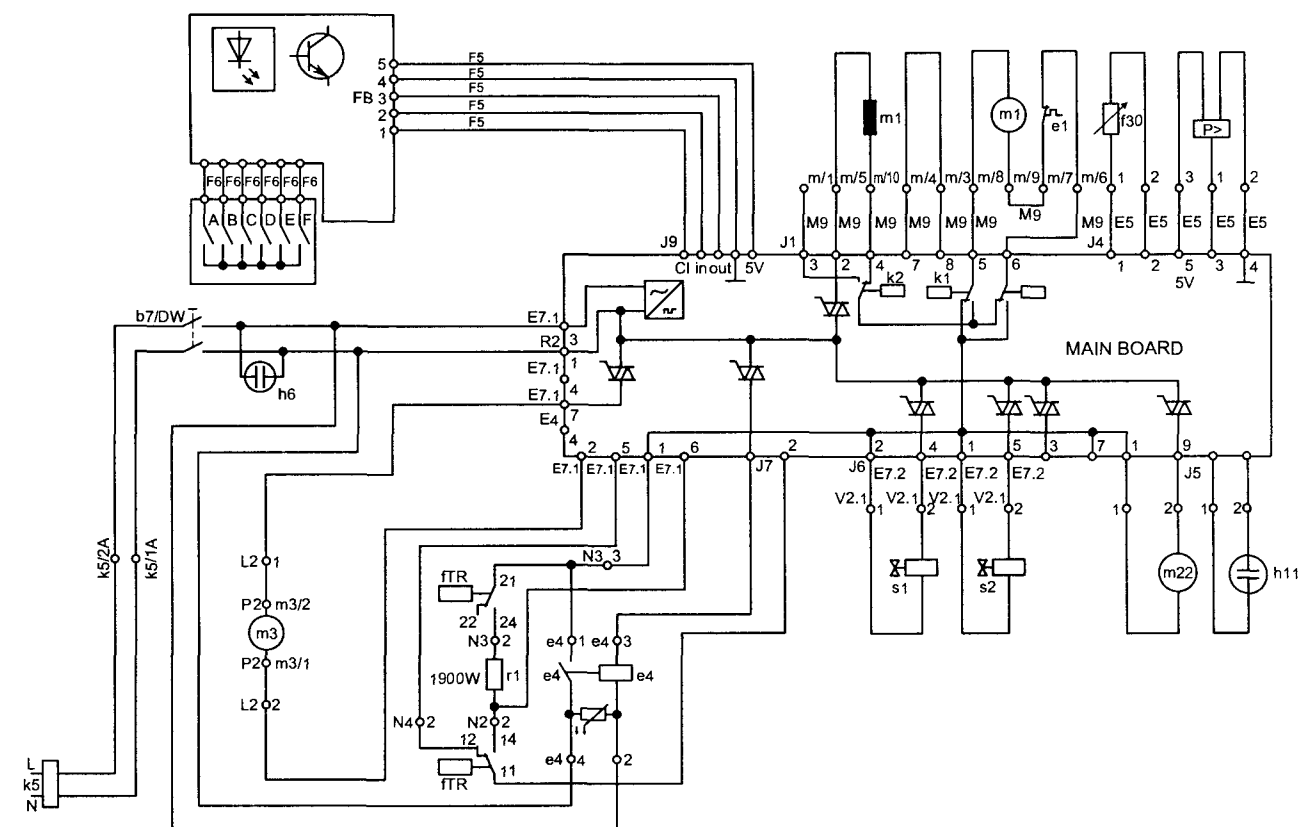 5
4
FB 3
2
1
F5
F5
F5
F5
F5
F6 F6 F6 F6 F6 F6
A B C D E F
m1
m1
e1
f30
P>
m/1 m/5 m/10 m/4 m/3 m/8 m/9 m/7 m/6 1 2 3 1 2
M9 M9 M9 M9 M9 M9 M9 E5 E5 E5 E5 E5
J9
CI in out 5V
J1
3 2 4 7 8 5 6
J4
1 2 5 3 4
5V
k2
k1
MAIN BOARD
b7/DW
h6
E7.1
3
R2
1
E7.1
4
E7.1
7
E4
4
2 5 1 6
E7.1 E7.1 E7.1 E7.1
J7
2
2 4 1 5 3 7 1 9
J6
E7.2 E7.2 E7.2 E7.2
J5
V2.1
1
V2.1
2
V2.1
1
V2.1
2
1 2 1 2
s1
s2
m22
h11
k5/2A
k5/1A
L2 1
P2 m3/2
m3
P2 m3/1
L2 2
N3 3
fTR
21
22 24
N3 2
1900W r1
N4 2
N2 2
12 14
fTR
11
e4 1
e4 3
e4
e4
e4 4
2
L
k5
N